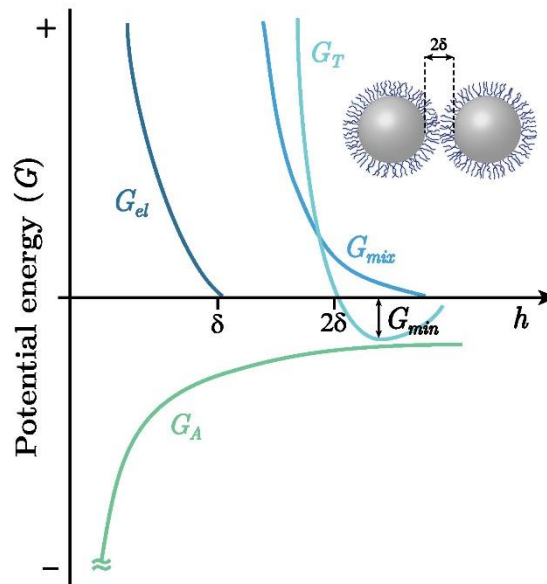 +
2δ
G_T
G_el
G_mix
δ
2δ
G_min
h
G_A
Potential energy (G)
−